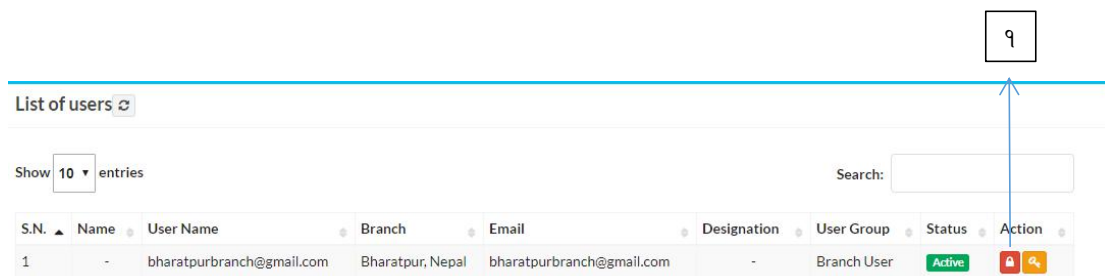 १
List of users
Show 10 entries
Search:
S.N. Name User Name Branch Email Designation User Group Status Action
1 - bharatpurbranch@gmail.com Bharatpur, Nepal bharatpurbranch@gmail.com - Branch User Active